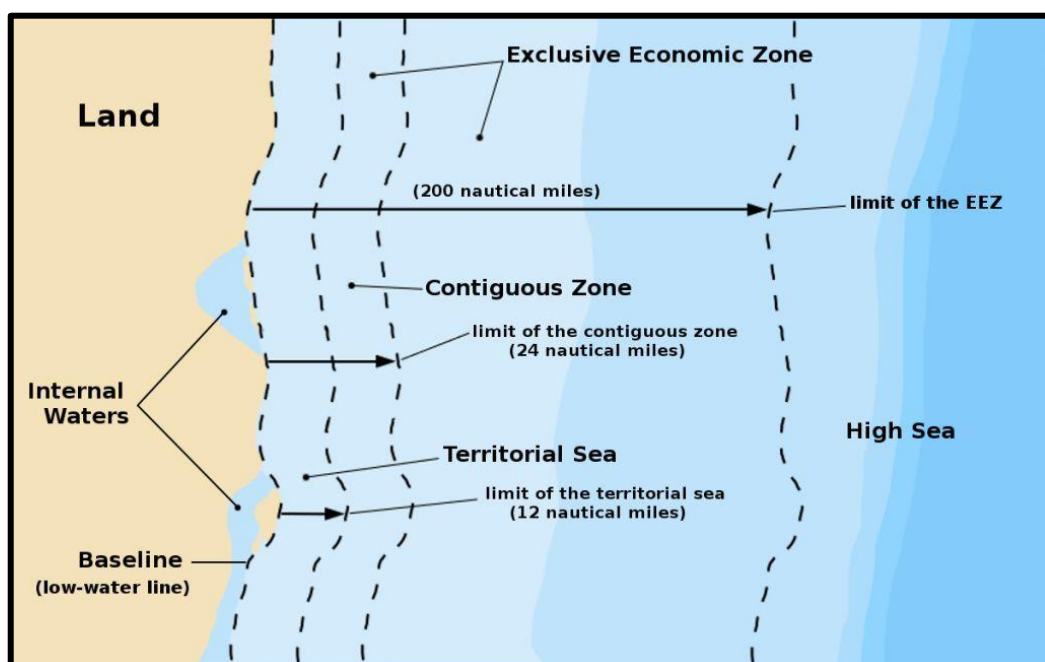 Exclusive Economic Zone
Land
(200 nautical miles)
limit of the EEZ
Contiguous Zone
limit of the contiguous zone
(24 nautical miles)
Internal
Waters
High Sea
Territorial Sea
limit of the territorial sea
(12 nautical miles)
Baseline
(low-water line)